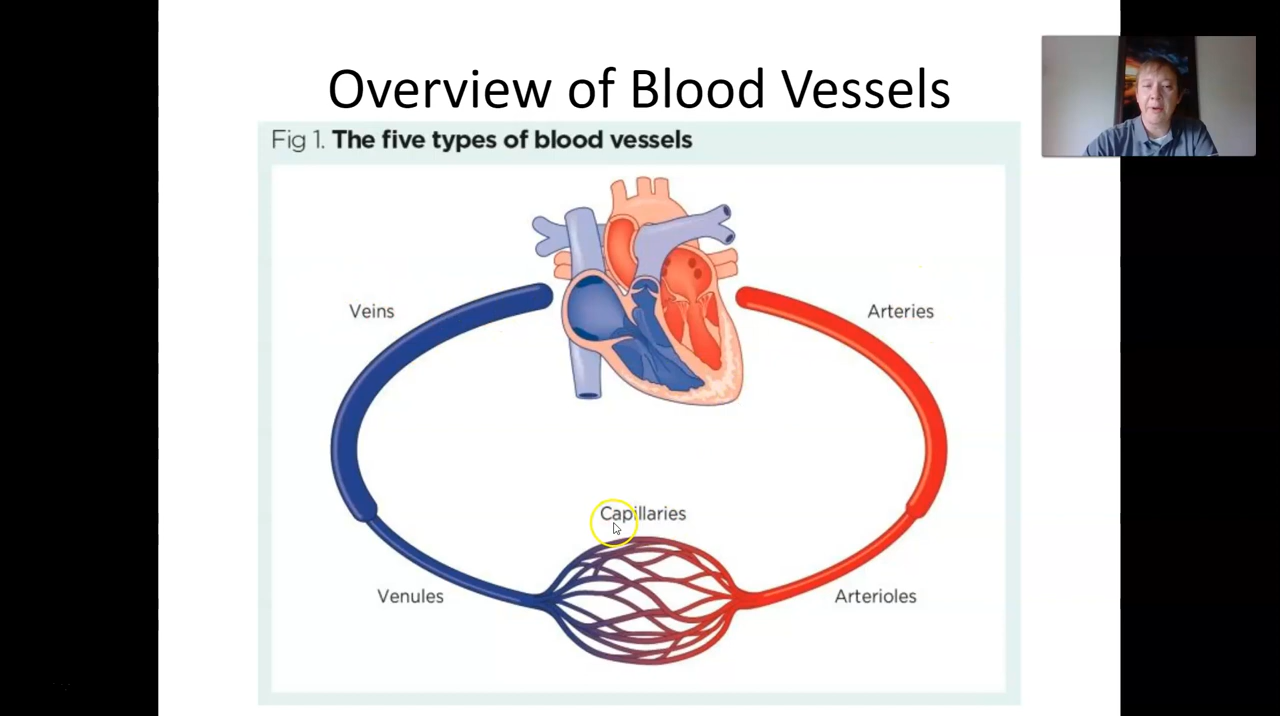 Overview of Blood Vessels
Fig 1. The five types of blood vessels
Veins
Arteries
Capillaries
Venules
Arterioles